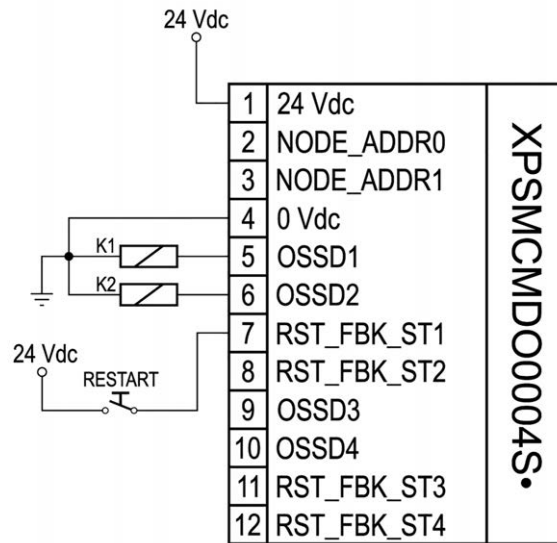 24 Vdc
1 24 Vdc
2 NODE_ADDR0
3 NODE_ADDR1
4 0 Vdc
K1
5 OSSD1
K2
6 OSSD2
7 RST_FBK_ST1
24 Vdc
8 RST_FBK_ST2
RESTART
9 OSSD3
10 OSSD4
11 RST_FBK_ST3
12 RST_FBK_ST4
XPSMCMDO0004S•